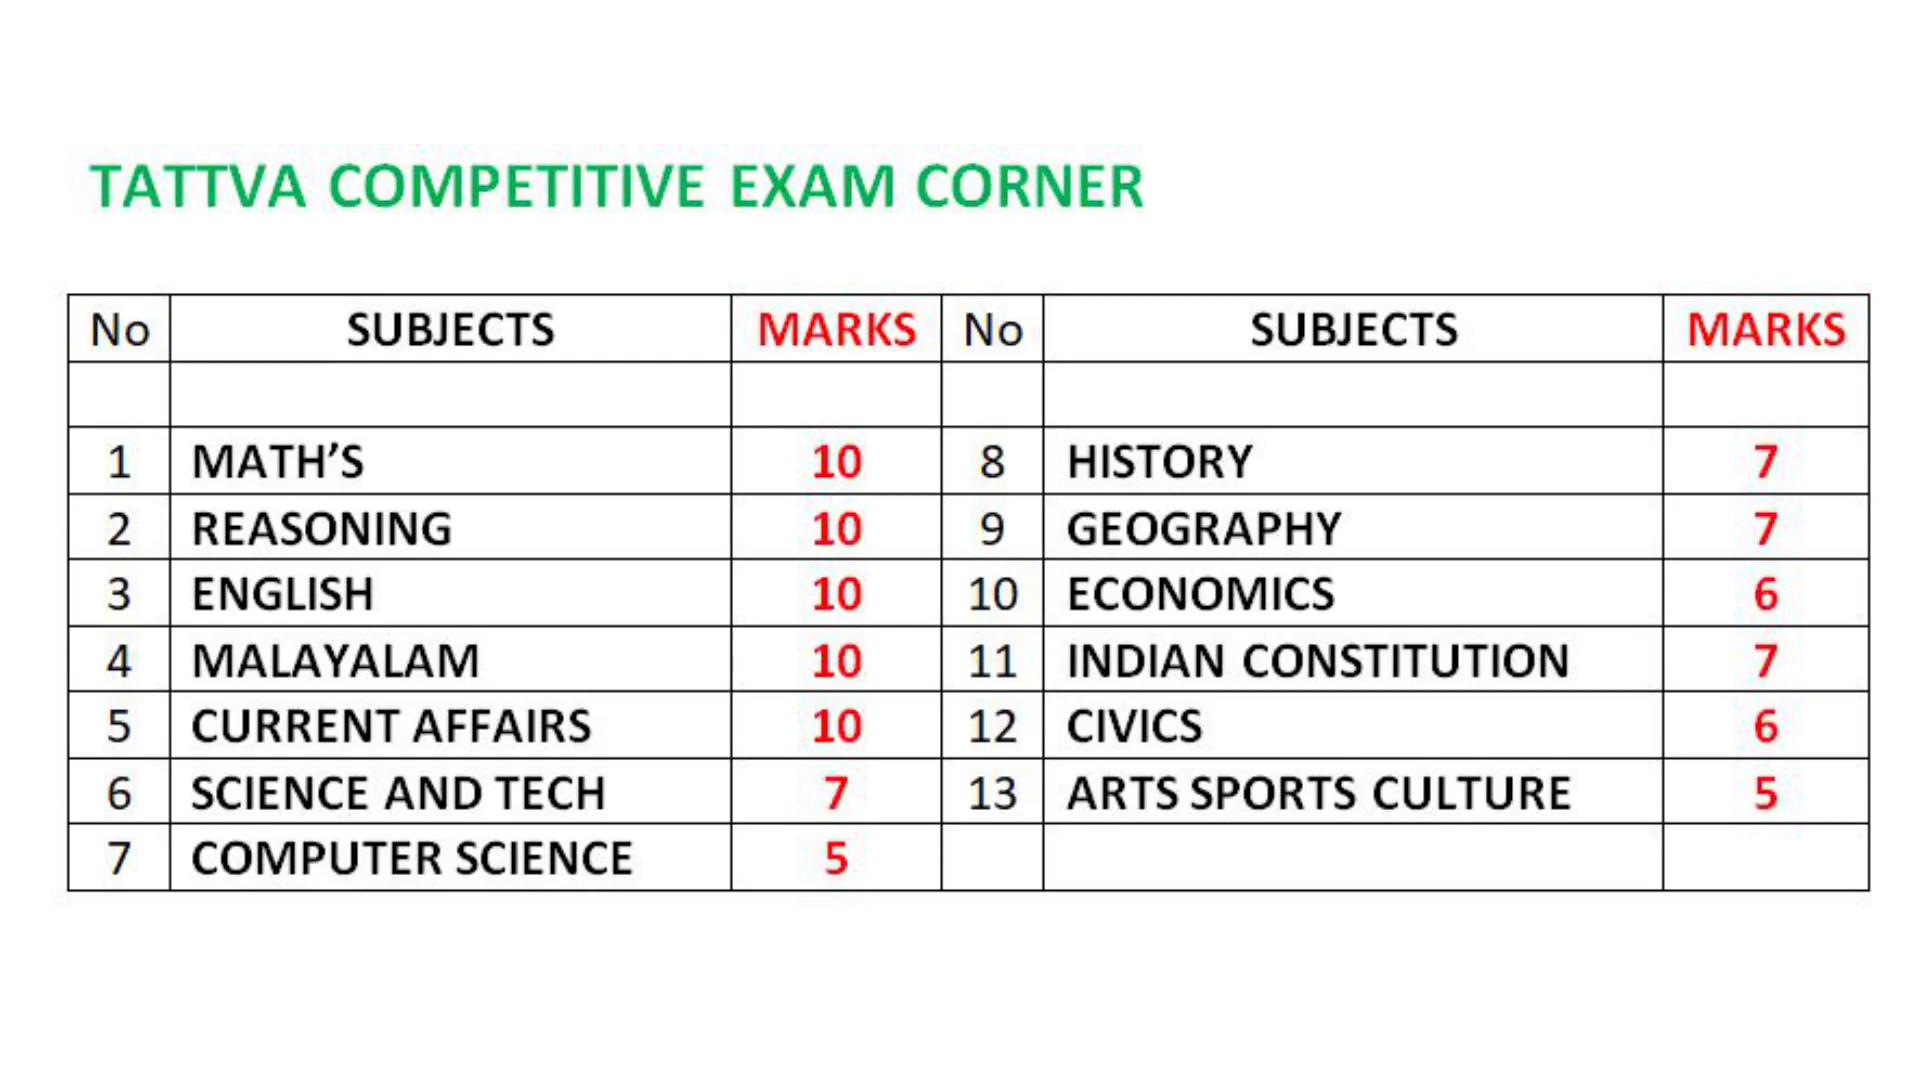 TATTVA COMPETITIVE EXAM CORNER
No SUBJECTS MARKS No SUBJECTS MARKS
1 MATH’S 10 8 HISTORY 7
2 REASONING 10 9 GEOGRAPHY 7
3 ENGLISH 10 10 ECONOMICS 6
4 MALAYALAM 10 11 INDIAN CONSTITUTION 7
5 CURRENT AFFAIRS 10 12 CIVICS 6
6 SCIENCE AND TECH 7 13 ARTS SPORTS CULTURE 5
7 COMPUTER SCIENCE 5